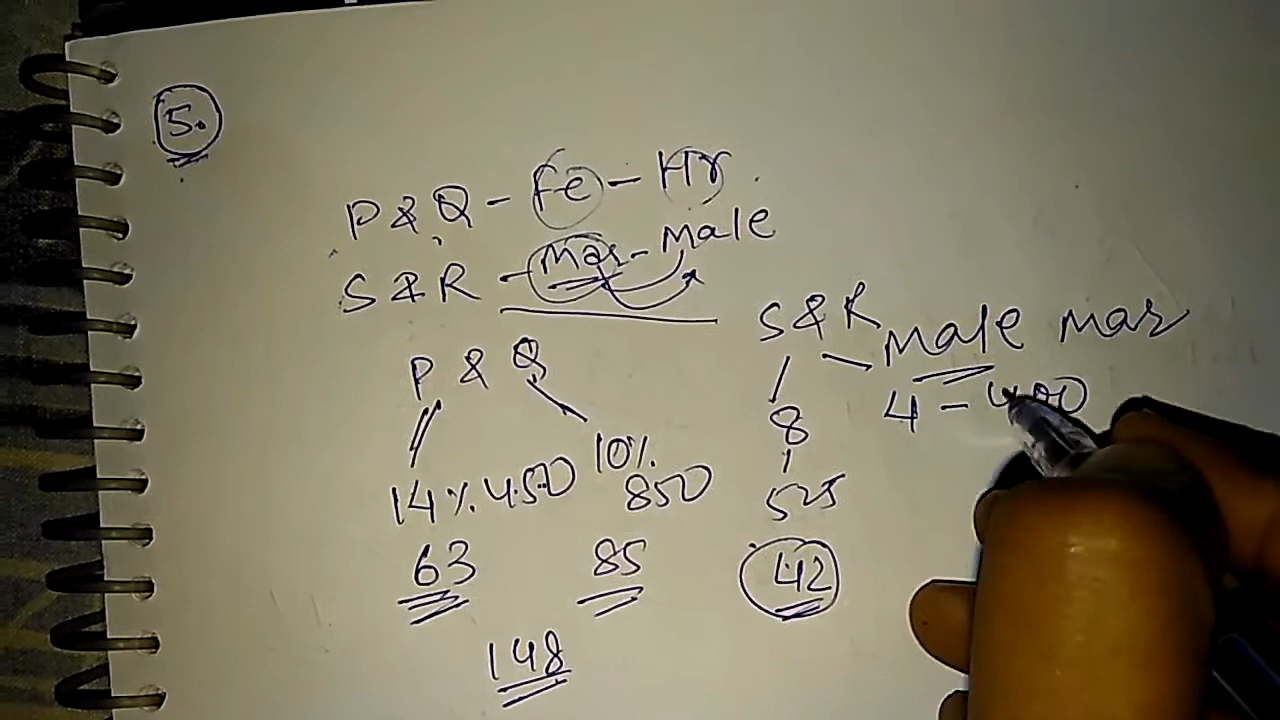 5.
P & Q - Fe - Hr.
S & R - Mar - Male
P & Q
14% 450
63
10%
850
85
148
S & R Male Mar
8
525
42
4 - 400